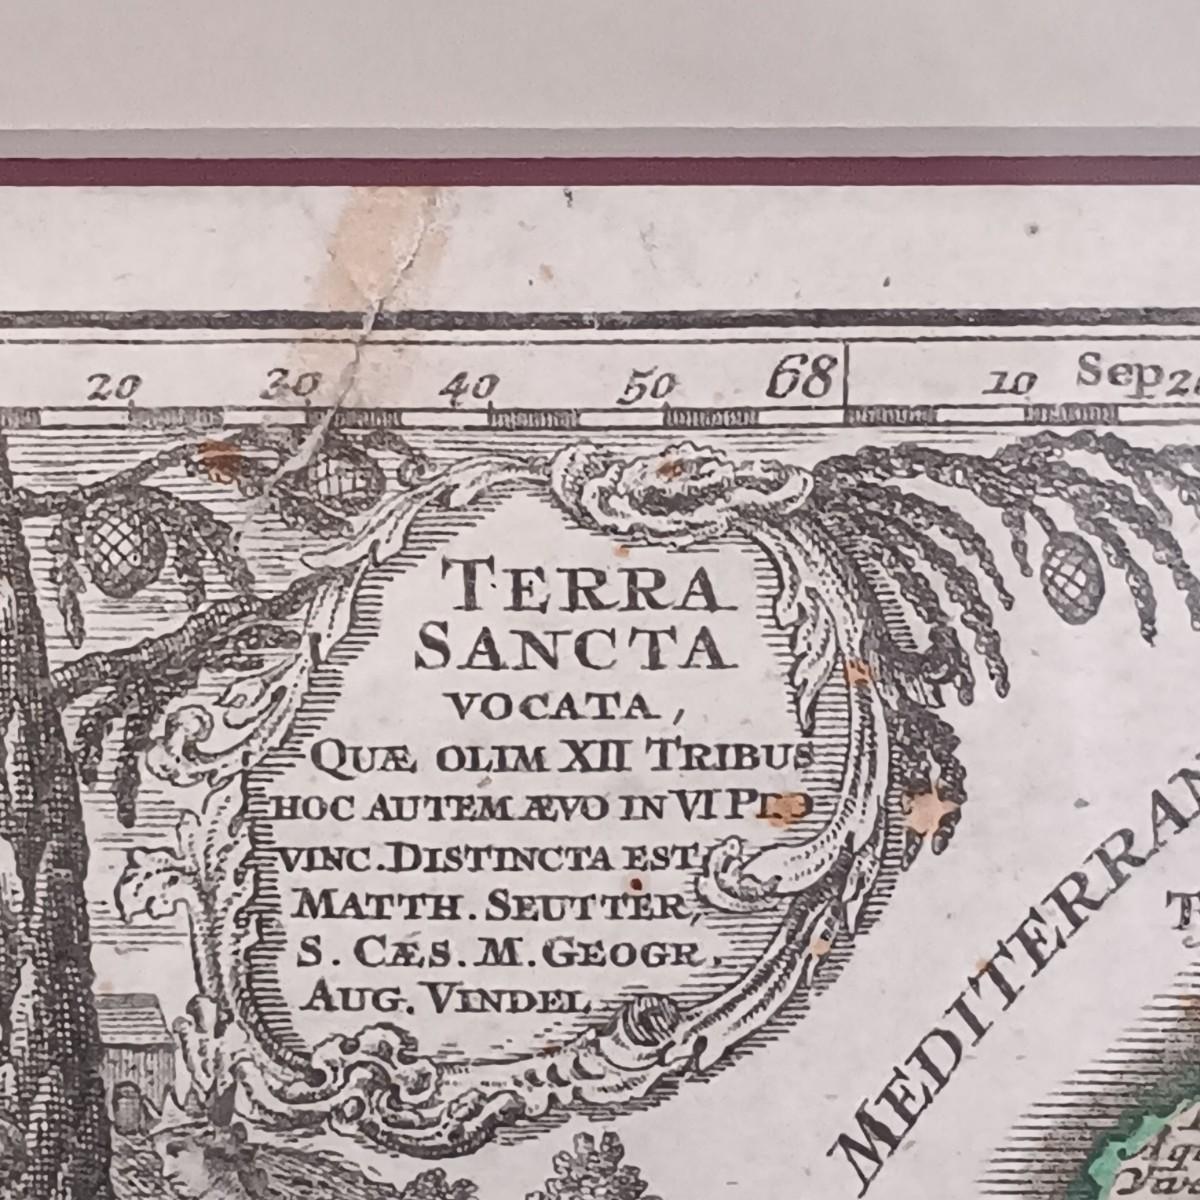 20 30 40 50 68 10 Sep
TERRA
SANCTA
VOCATA,
QUÆ OLIM XII TRIBUS
HOC AUTEM ÆVO IN VI PRO
VINC. DISTINCTA EST
MATTH. SEUTTER,
S. CÆS. M. GEOGR.
AUG. VINDEL.
MEDITERRAN